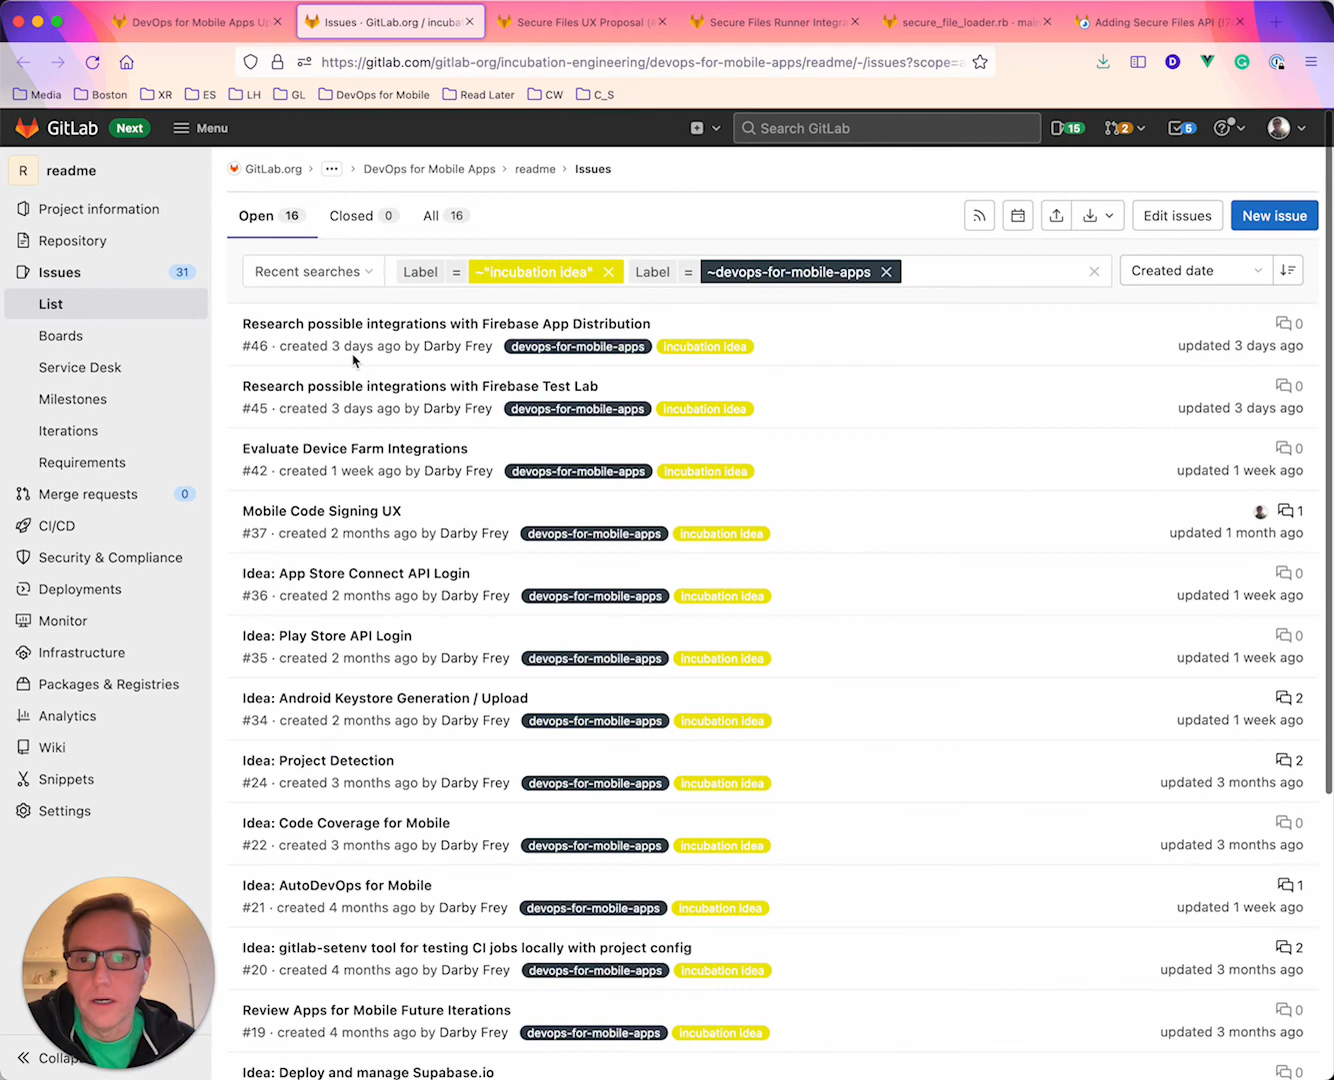 DevOps for Mobile Apps Up
Issues · GitLab.org / incuba
Secure Files UX Proposal (#
Secure Files Runner Integra
secure_file_loader.rb · main
Adding Secure Files API (!7
https://gitlab.com/gitlab-org/incubation-engineering/devops-for-mobile-apps/readme/-/issues?scope=a
Media
Boston
XR
ES
LH
GL
DevOps for Mobile
Read Later
CW
C_S
GitLab
Next
Menu
Search GitLab
15
2
5
R
readme
Project information
Repository
Issues 31
List
Boards
Service Desk
Milestones
Iterations
Requirements
Merge requests 0
CI/CD
Security & Compliance
Deployments
Monitor
Infrastructure
Packages & Registries
Analytics
Wiki
Snippets
Settings
GitLab.org › ··· › DevOps for Mobile Apps › readme › Issues
Open 16
Closed 0
All 16
Edit issues
New issue
Recent searches
Label = ~"incubation idea"
Label = ~devops-for-mobile-apps
Created date
Research possible integrations with Firebase App Distribution
0
#46 · created 3 days ago by Darby Frey devops-for-mobile-apps incubation idea
updated 3 days ago
Research possible integrations with Firebase Test Lab
0
#45 · created 3 days ago by Darby Frey devops-for-mobile-apps incubation idea
updated 3 days ago
Evaluate Device Farm Integrations
0
#42 · created 1 week ago by Darby Frey devops-for-mobile-apps incubation idea
updated 1 week ago
Mobile Code Signing UX
1
#37 · created 2 months ago by Darby Frey devops-for-mobile-apps incubation idea
updated 1 month ago
Idea: App Store Connect API Login
0
#36 · created 2 months ago by Darby Frey devops-for-mobile-apps incubation idea
updated 1 week ago
Idea: Play Store API Login
0
#35 · created 2 months ago by Darby Frey devops-for-mobile-apps incubation idea
updated 1 week ago
Idea: Android Keystore Generation / Upload
2
#34 · created 2 months ago by Darby Frey devops-for-mobile-apps incubation idea
updated 1 week ago
Idea: Project Detection
2
#24 · created 3 months ago by Darby Frey devops-for-mobile-apps incubation idea
updated 3 months ago
Idea: Code Coverage for Mobile
0
#22 · created 3 months ago by Darby Frey devops-for-mobile-apps incubation idea
updated 3 months ago
Idea: AutoDevOps for Mobile
1
#21 · created 4 months ago by Darby Frey devops-for-mobile-apps incubation idea
updated 1 week ago
Idea: gitlab-setenv tool for testing CI jobs locally with project config
2
#20 · created 4 months ago by Darby Frey devops-for-mobile-apps incubation idea
updated 3 months ago
Review Apps for Mobile Future Iterations
0
#19 · created 4 months ago by Darby Frey devops-for-mobile-apps incubation idea
updated 3 months ago
Idea: Deploy and manage Supabase.io
0
Collap